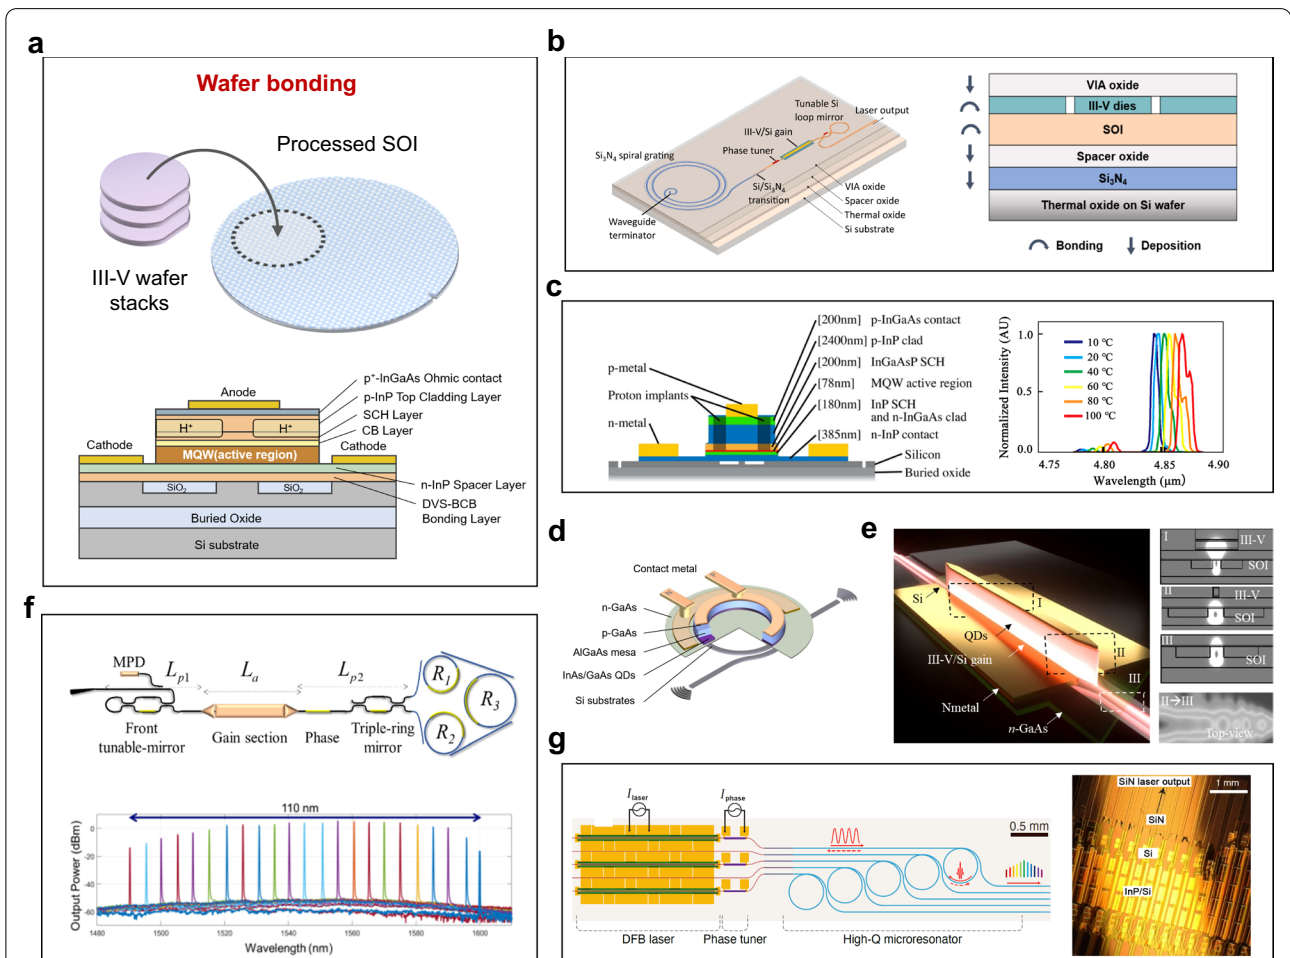 a
Wafer bonding
Processed SOI
III-V wafer
stacks
Anode
p⁺-InGaAs Ohmic contact
p-InP Top Cladding Layer
SCH Layer
CB Layer
H⁺
H⁺
Cathode
Cathode
MQW(active region)
n-InP Spacer Layer
SiO₂
SiO₂
DVS-BCB
Bonding Layer
Buried Oxide
Si substrate
b
Tunable Si
loop mirror
Laser output
III-V/Si gain
Phase tuner
Si₃N₄ spiral grating
Si/Si₃N₄
transition
Waveguide
terminator
VIA oxide
Spacer oxide
Thermal oxide
Si substrate
VIA oxide
III-V dies
SOI
Spacer oxide
Si₃N₄
Thermal oxide on Si wafer
Bonding
Deposition
c
p-metal
Proton implants
n-metal
[200nm] p-InGaAs contact
[2400nm] p-InP clad
[200nm] InGaAsP SCH
[78nm] MQW active region
[180nm] InP SCH
and n-InGaAs clad
[385nm] n-InP contact
Silicon
Buried oxide
Normalized Intensity (AU)
1.0
0.5
0.0
10 ℃
20 ℃
40 ℃
60 ℃
80 ℃
100 ℃
4.75
4.80
4.85
4.90
Wavelength (μm)
d
Contact metal
n-GaAs
p-GaAs
AlGaAs mesa
InAs/GaAs QDs
Si substrates
e
Si
I
QDs
III-V/Si gain
II
III
Nmetal
n-GaAs
I
III-V
SOI
II
III-V
SOI
III
SOI
II→III
Top-view
f
MPD
Lp1
La
Lp2
R1
R2
R3
Front
tunable-mirror
Gain section
Phase
Triple-ring
mirror
110 nm
Output Power (dBm)
0
-20
-40
-60
1480
1500
1520
1540
1560
1580
1600
Wavelength (nm)
g
I laser
I phase
0.5 mm
DFB laser
Phase tuner
High-Q microresonator
SiN laser output
1 mm
SiN
Si
InP/Si